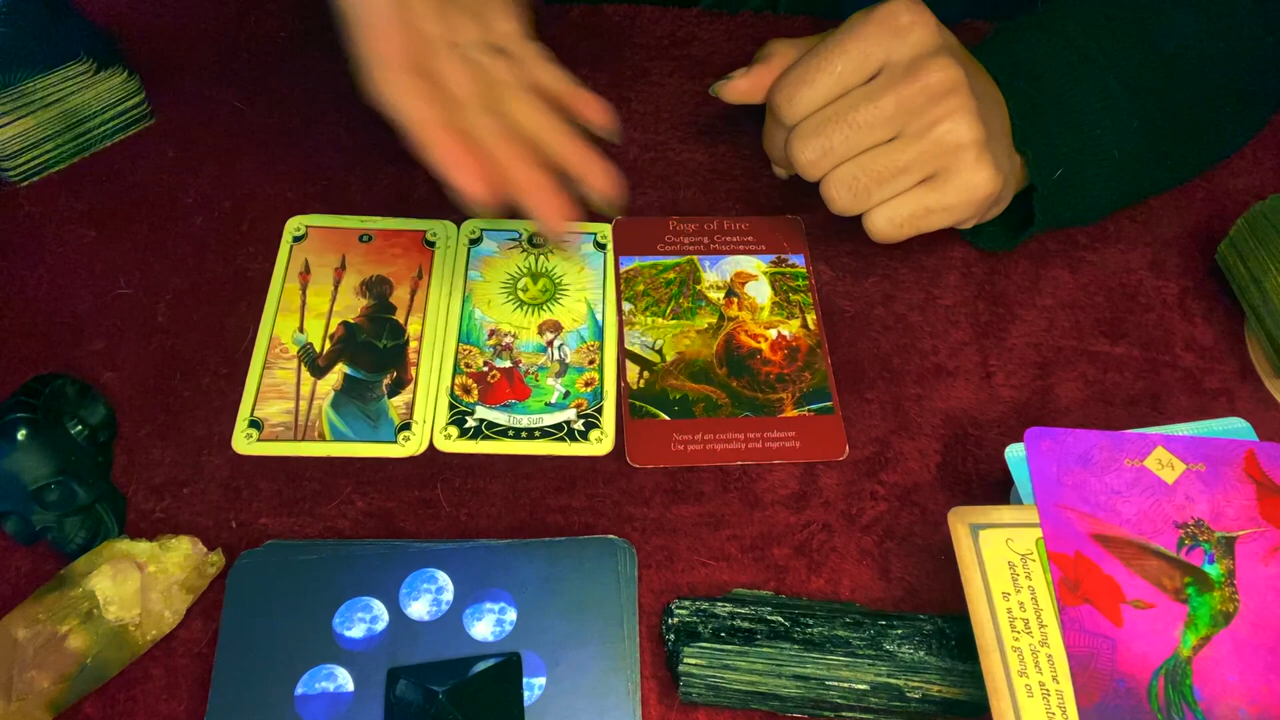 III
XIX
The Sun
Page of Fire
Outgoing, Creative,
Confident, Mischievous
News of an exciting new endeavor.
Use your originality and ingenuity.
34
You're overlooking some
details, so pay closer
to what's going on